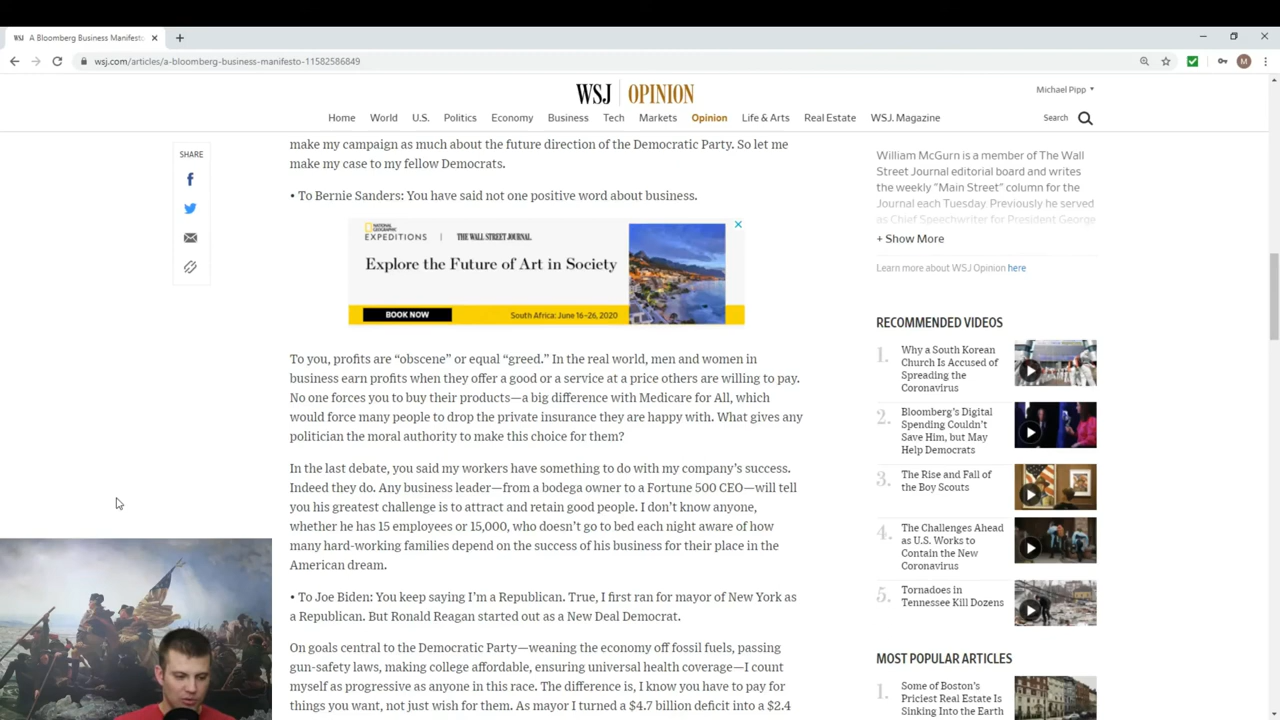 WSJ A Bloomberg Business Manifesto
wsj.com/articles/a-bloomberg-business-manifesto-11582586849
M
WSJ OPINION
Michael Pipp
Home World U.S. Politics Economy Business Tech Markets Opinion Life & Arts Real Estate WSJ. Magazine
Search
SHARE
make my campaign as much about the future direction of the Democratic Party. So let me
make my case to my fellow Democrats.
• To Bernie Sanders: You have said not one positive word about business.
NATIONAL GEOGRAPHIC
EXPEDITIONS | THE WALL STREET JOURNAL.
Explore the Future of Art in Society
BOOK NOW
South Africa: June 16–26, 2020
To you, profits are “obscene” or equal “greed.” In the real world, men and women in
business earn profits when they offer a good or a service at a price others are willing to pay.
No one forces you to buy their products—a big difference with Medicare for All, which
would force many people to drop the private insurance they are happy with. What gives any
politician the moral authority to make this choice for them?
In the last debate, you said my workers have something to do with my company’s success.
Indeed they do. Any business leader—from a bodega owner to a Fortune 500 CEO—will tell
you his greatest challenge is to attract and retain good people. I don’t know anyone,
whether he has 15 employees or 15,000, who doesn’t go to bed each night aware of how
many hard-working families depend on the success of his business for their place in the
American dream.
• To Joe Biden: You keep saying I’m a Republican. True, I first ran for mayor of New York as
a Republican. But Ronald Reagan started out as a New Deal Democrat.
On goals central to the Democratic Party—weaning the economy off fossil fuels, passing
gun-safety laws, making college affordable, ensuring universal health coverage—I count
myself as progressive as anyone in this race. The difference is, I know you have to pay for
things you want, not just wish for them. As mayor I turned a $4.7 billion deficit into a $2.4
William McGurn is a member of The Wall
Street Journal editorial board and writes
the weekly “Main Street” column for the
Journal each Tuesday. Previously he served
as Chief Speechwriter for President George
+ Show More
Learn more about WSJ Opinion here
RECOMMENDED VIDEOS
1. Why a South Korean
Church Is Accused of
Spreading the
Coronavirus
2. Bloomberg's Digital
Spending Couldn't
Save Him, but May
Help Democrats
3. The Rise and Fall of
the Boy Scouts
4. The Challenges Ahead
as U.S. Works to
Contain the New
Coronavirus
5. Tornadoes in
Tennessee Kill Dozens
MOST POPULAR ARTICLES
1. Some of Boston's
Priciest Real Estate Is
Sinking Into the Earth